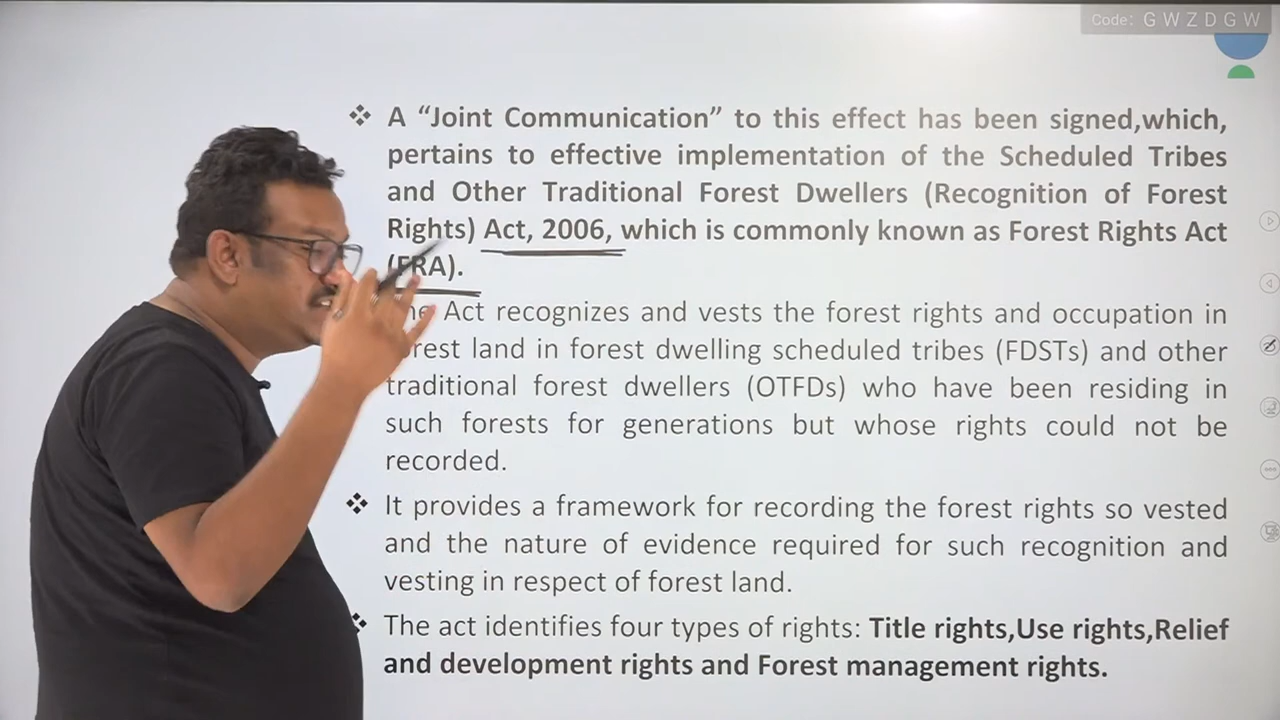 Code: G W Z D G W
❖ A “Joint Communication” to this effect has been signed,which,
pertains to effective implementation of the Scheduled Tribes
and Other Traditional Forest Dwellers (Recognition of Forest
Rights) Act, 2006, which is commonly known as Forest Rights Act
(FRA).
Act recognizes and vests the forest rights and occupation in
land in forest dwelling scheduled tribes (FDSTs) and other
traditional forest dwellers (OTFDs) who have been residing in
such forests for generations but whose rights could not be
recorded.
❖ It provides a framework for recording the forest rights so vested
and the nature of evidence required for such recognition and
vesting in respect of forest land.
❖ The act identifies four types of rights: Title rights,Use rights,Relief
and development rights and Forest management rights.